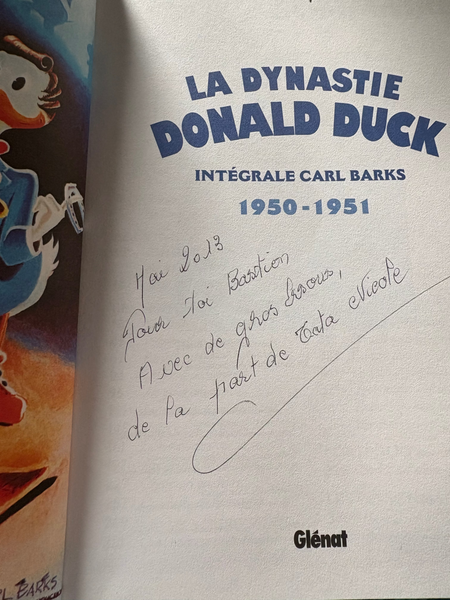 LA DYNASTIE
DONALD DUCK
INTÉGRALE CARL BARKS
1950-1951
Mai 2013
Pour toi Bastien
Avec de gros bisous,
de la part de Tata Nicole
Glénat
L BARKS